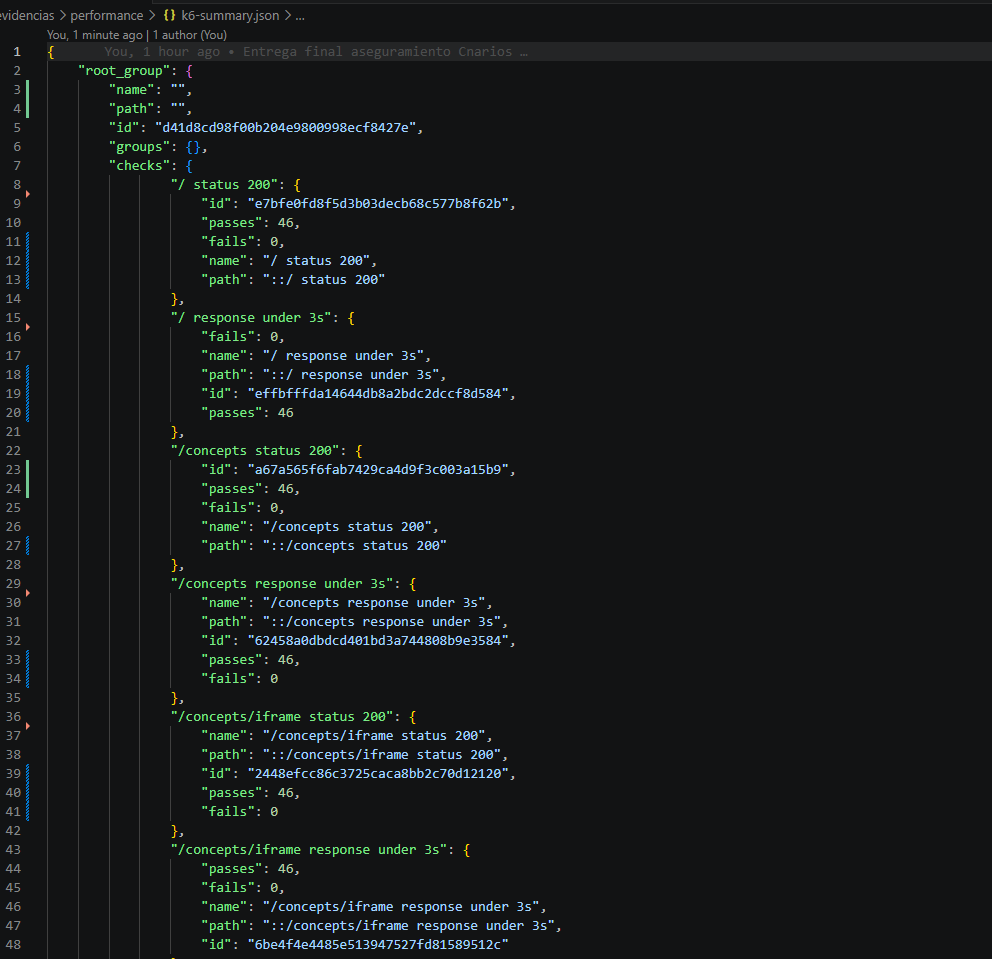 evidencias > performance > {} k6-summary.json > ...
You, 1 minute ago | 1 author (You)
1 { You, 1 hour ago • Entrega final aseguramiento Cnarios …
2 "root_group": {
3 "name": "",
4 "path": "",
5 "id": "d41d8cd98f00b204e9800998ecf8427e",
6 "groups": {},
7 "checks": {
8 "/ status 200": {
9 "id": "e7bfe0fd8f5d3b03decb68c577b8f62b",
10 "passes": 46,
11 "fails": 0,
12 "name": "/ status 200",
13 "path": "::/ status 200"
14 },
15 "/ response under 3s": {
16 "fails": 0,
17 "name": "/ response under 3s",
18 "path": "::/ response under 3s",
19 "id": "effbfffda14644db8a2bdc2dccf8d584",
20 "passes": 46
21 },
22 "/concepts status 200": {
23 "id": "a67a565f6fab7429ca4d9f3c003a15b9",
24 "passes": 46,
25 "fails": 0,
26 "name": "/concepts status 200",
27 "path": "::/concepts status 200"
28 },
29 "/concepts response under 3s": {
30 "name": "/concepts response under 3s",
31 "path": "::/concepts response under 3s",
32 "id": "62458a0dbdcd401bd3a744808b9e3584",
33 "passes": 46,
34 "fails": 0
35 },
36 "/concepts/iframe status 200": {
37 "name": "/concepts/iframe status 200",
38 "path": "::/concepts/iframe status 200",
39 "id": "2448efcc86c3725caca8bb2c70d12120",
40 "passes": 46,
41 "fails": 0
42 },
43 "/concepts/iframe response under 3s": {
44 "passes": 46,
45 "fails": 0,
46 "name": "/concepts/iframe response under 3s",
47 "path": "::/concepts/iframe response under 3s",
48 "id": "6be4f4e4485e513947527fd81589512c"